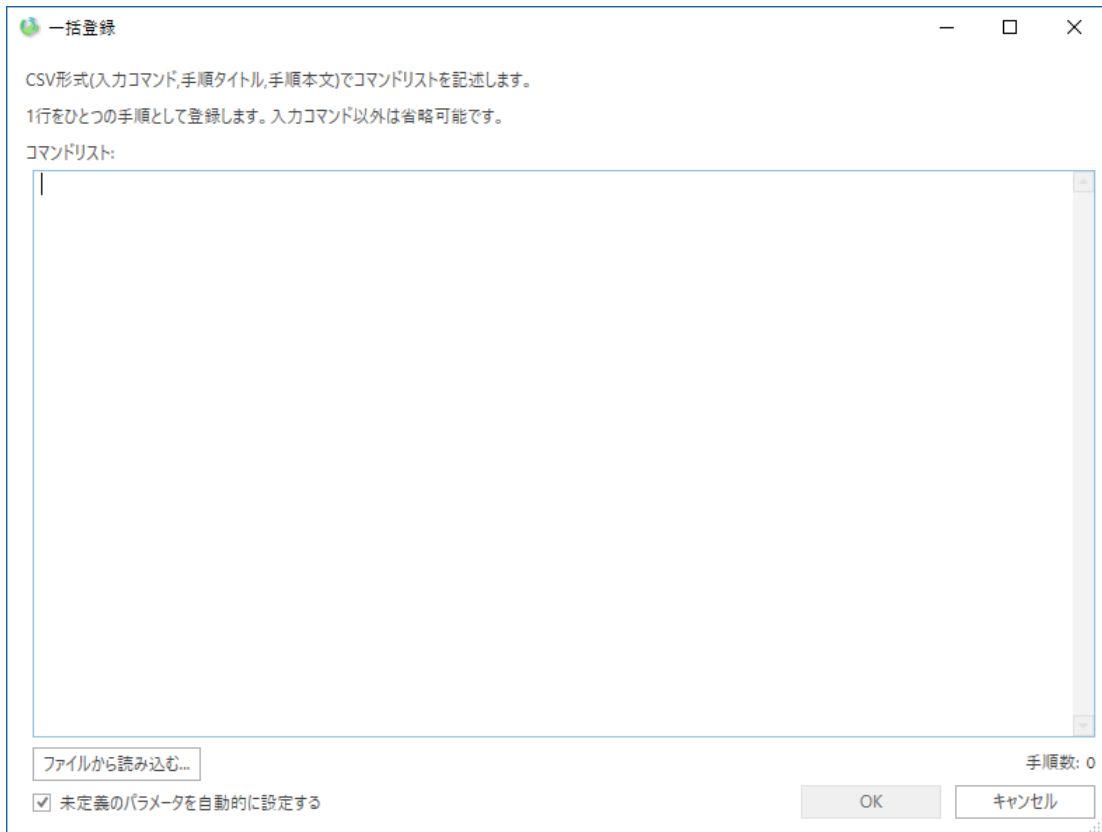 一括登録
CSV形式(入力コマンド,手順タイトル,手順本文)でコマンドリストを記述します。
1行をひとつの手順として登録します。入力コマンド以外は省略可能です。
コマンドリスト:
ファイルから読み込む...
手順数: 0
未定義のパラメータを自動的に設定する
OK
キャンセル